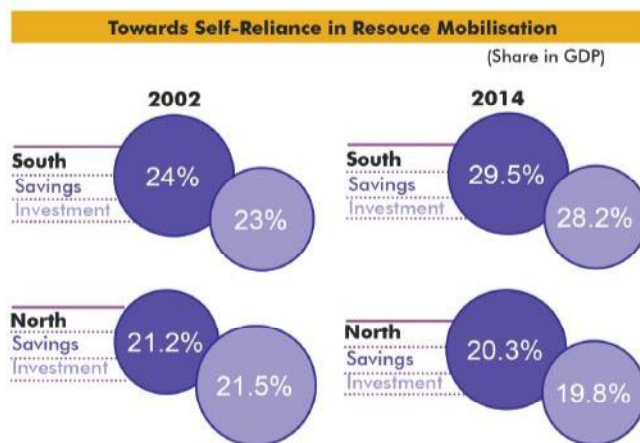 Towards Self-Reliance in Resouce Mobilisation
(Share in GDP)
2002
South
Savings
Investment
24%
23%
2014
South
Savings
Investment
29.5%
28.2%
North
Savings
Investment
21.2%
21.5%
North
Savings
Investment
20.3%
19.8%